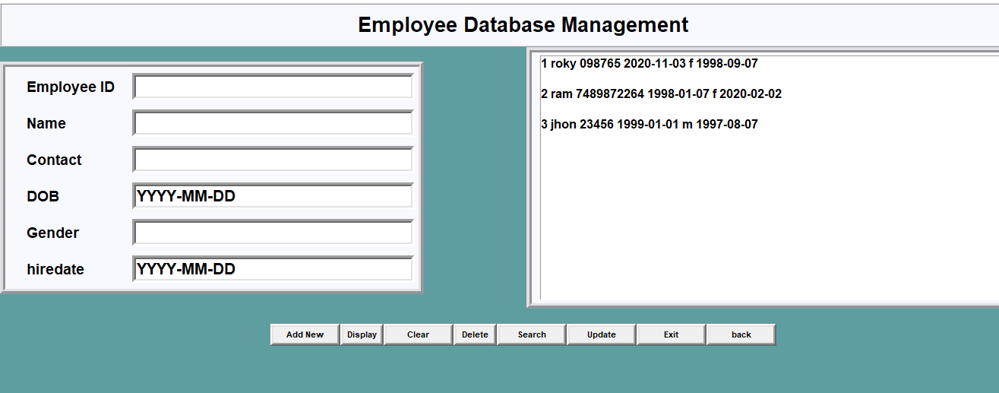 Employee Database Management
Employee ID
Name
Contact
DOB YYYY-MM-DD
Gender
hiredate YYYY-MM-DD
1 roky 098765 2020-11-03 f 1998-09-07
2 ram 7489872264 1998-01-07 f 2020-02-02
3 jhon 23456 1999-01-01 m 1997-08-07
Add New Display Clear Delete Search Update Exit back